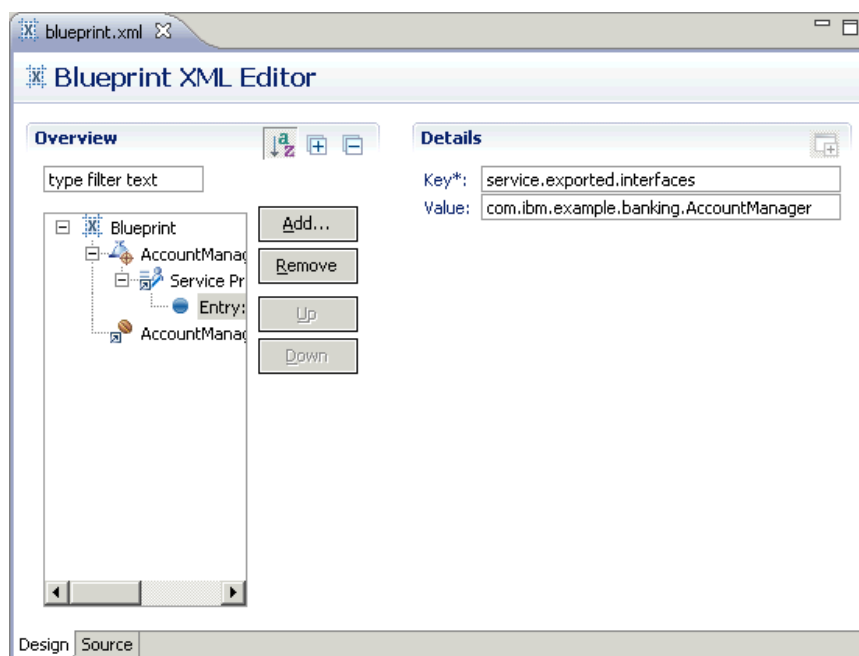 blueprint.xml
Blueprint XML Editor
Overview
type filter text
Blueprint
AccountManag
Service Pr
Entry:
AccountManag
Add...
Remove
Up
Down
Details
Key*: service.exported.interfaces
Value: com.ibm.example.banking.AccountManager
Design Source